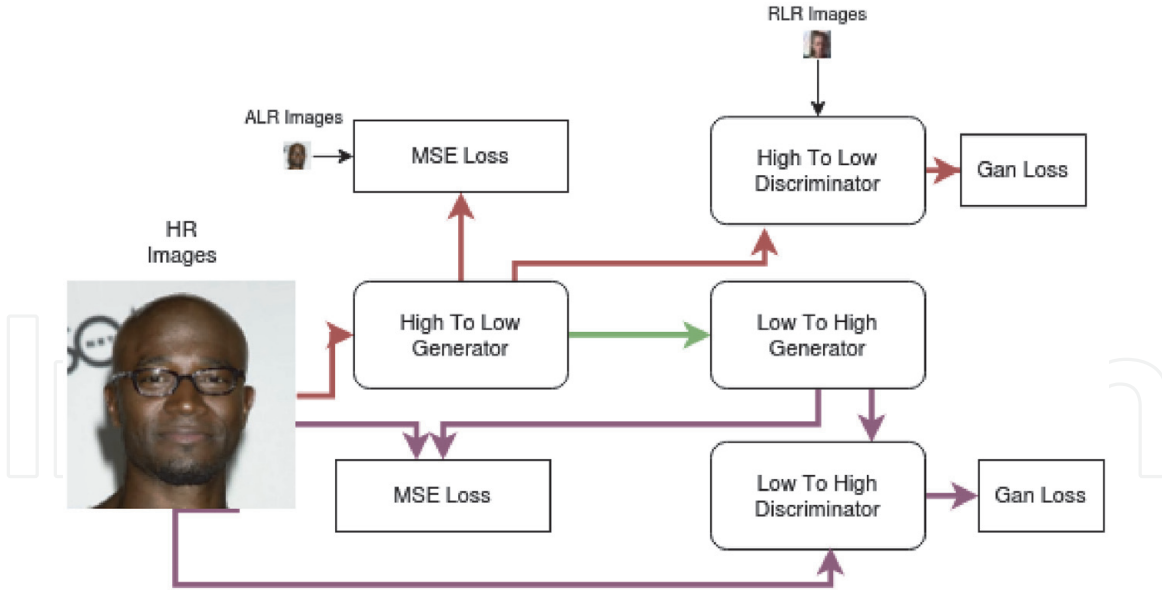 RLR Images
ALR Images
MSE Loss
High To Low
Discriminator
Gan Loss
HR
Images
High To Low
Generator
Low To High
Generator
MSE Loss
Low To High
Discriminator
Gan Loss